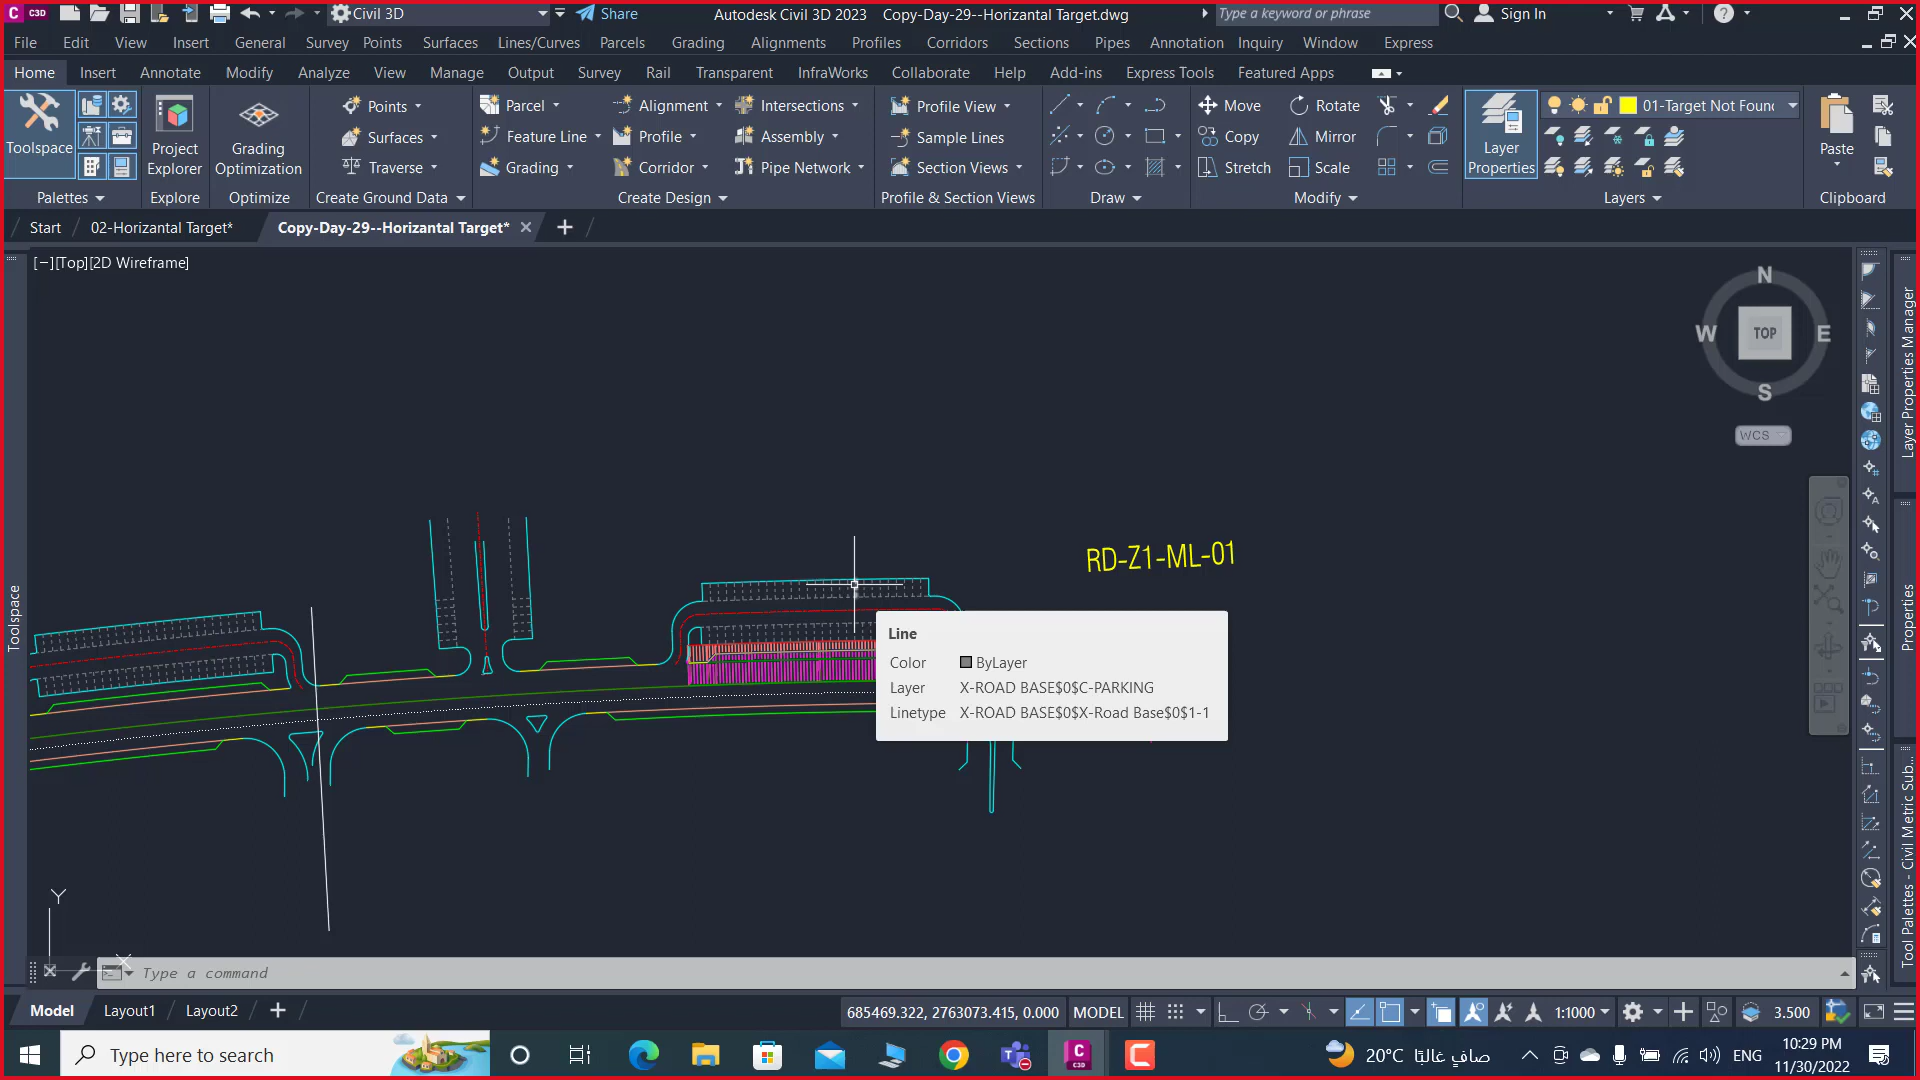 C3D
Civil 3D
Share
Autodesk Civil 3D 2023 Copy-Day-29--Horizantal Target.dwg
Type a keyword or phrase
Sign In
File Edit View Insert General Survey Points Surfaces Lines/Curves Parcels Grading Alignments Profiles Corridors Sections Pipes Annotation Inquiry Window Express
Home Insert Annotate Modify Analyze View Manage Output Survey Rail Transparent InfraWorks Collaborate Help Add-ins Express Tools Featured Apps
Toolspace
Project Explorer
Grading Optimization
Points
Surfaces
Traverse
Parcel
Feature Line
Grading
Alignment
Profile
Corridor
Intersections
Assembly
Pipe Network
Profile View
Sample Lines
Section Views
Move
Copy
Stretch
Rotate
Mirror
Scale
Layer Properties
01-Target Not Found
Paste
Palettes Explore Optimize Create Ground Data Create Design Profile & Section Views Draw Modify Layers Clipboard
Start 02-Horizantal Target* Copy-Day-29--Horizantal Target*
[−][Top][2D Wireframe]
N
W TOP E
S
WCS
RD-Z1-ML-01
Line
Color ByLayer
Layer X-ROAD BASE$0$C-PARKING
Linetype X-ROAD BASE$0$X-Road Base$0$1-1
Toolspace
Layer Properties Manager
Properties
Tool Palettes - Civil Metric Sub...
Y
X
Type a command
Model Layout1 Layout2
685469.322, 2763073.415, 0.000 MODEL 1:1000 3.500
Type here to search
C3D
20°C صافٍ غالبًا
ENG
10:29 PM
11/30/2022